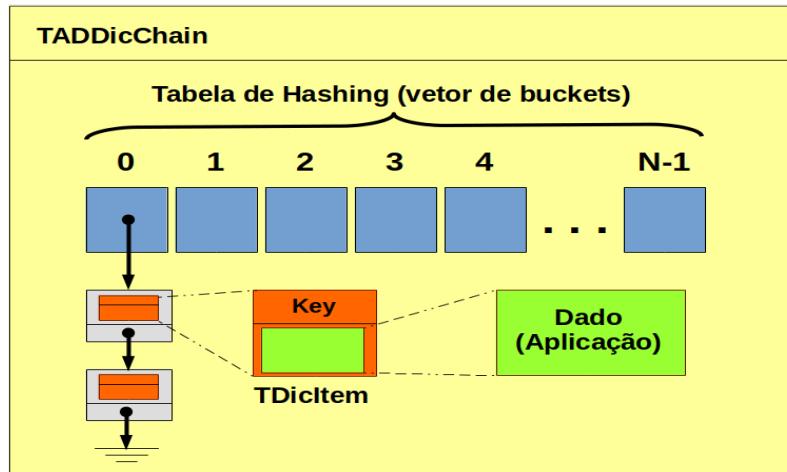 TADDicChain
Tabela de Hashing (vetor de buckets)
0 1 2 3 4 N-1
. . .
Key
Dado
(Aplicação)
TDicItem